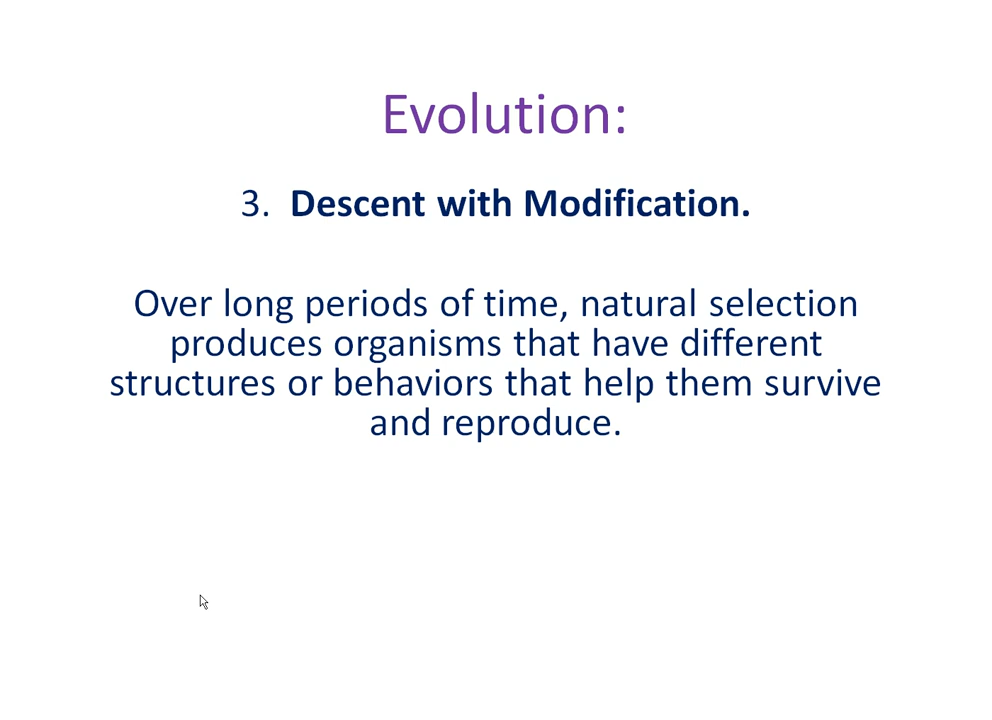 Evolution:
3. Descent with Modification.
Over long periods of time, natural selection
produces organisms that have different
structures or behaviors that help them survive
and reproduce.